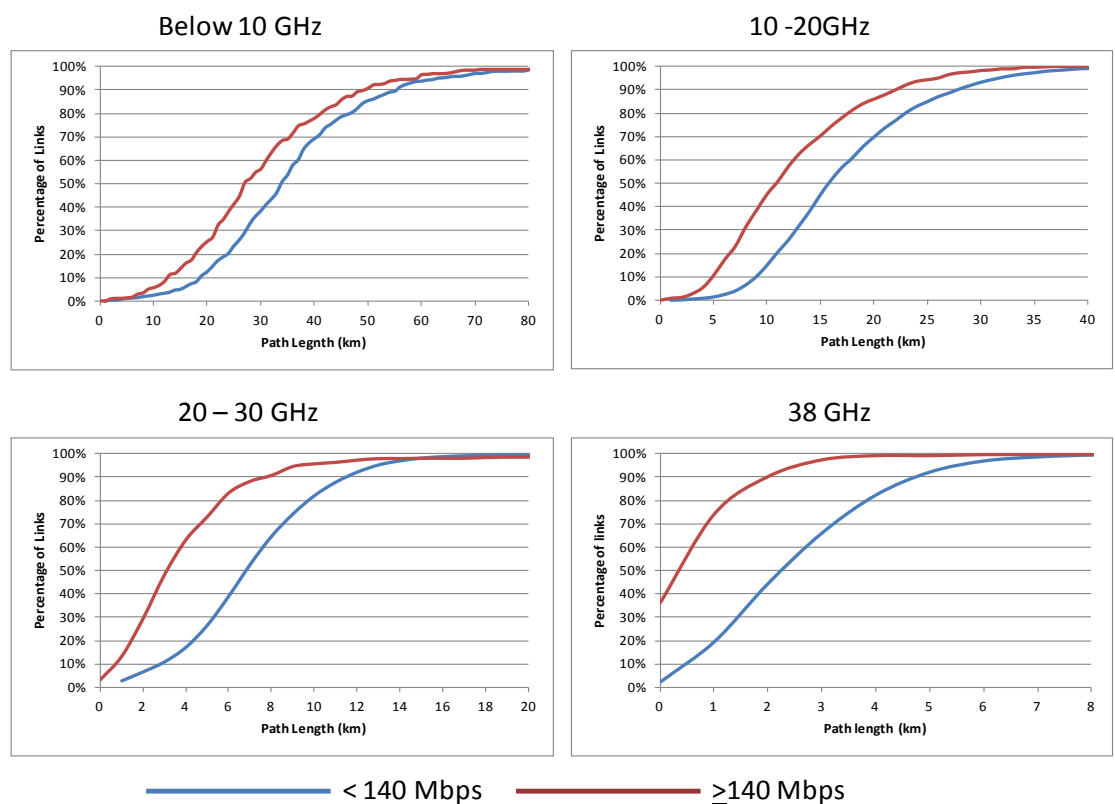 Below 10 GHz
100%
90%
80%
70%
60%
50%
40%
30%
20%
10%
0%
Percentage of Links
0 10 20 30 40 50 60 70 80
Path Legnth (km)
10 -20GHz
100%
90%
80%
70%
60%
50%
40%
30%
20%
10%
0%
Percentage of Links
0 5 10 15 20 25 30 35 40
Path Length (km)
20 – 30 GHz
100%
90%
80%
70%
60%
50%
40%
30%
20%
10%
0%
Percentage of Links
0 2 4 6 8 10 12 14 16 18 20
Path Length (km)
38 GHz
100%
90%
80%
70%
60%
50%
40%
30%
20%
10%
0%
Percentage of links
0 1 2 3 4 5 6 7 8
Path length (km)
< 140 Mbps
≥140 Mbps